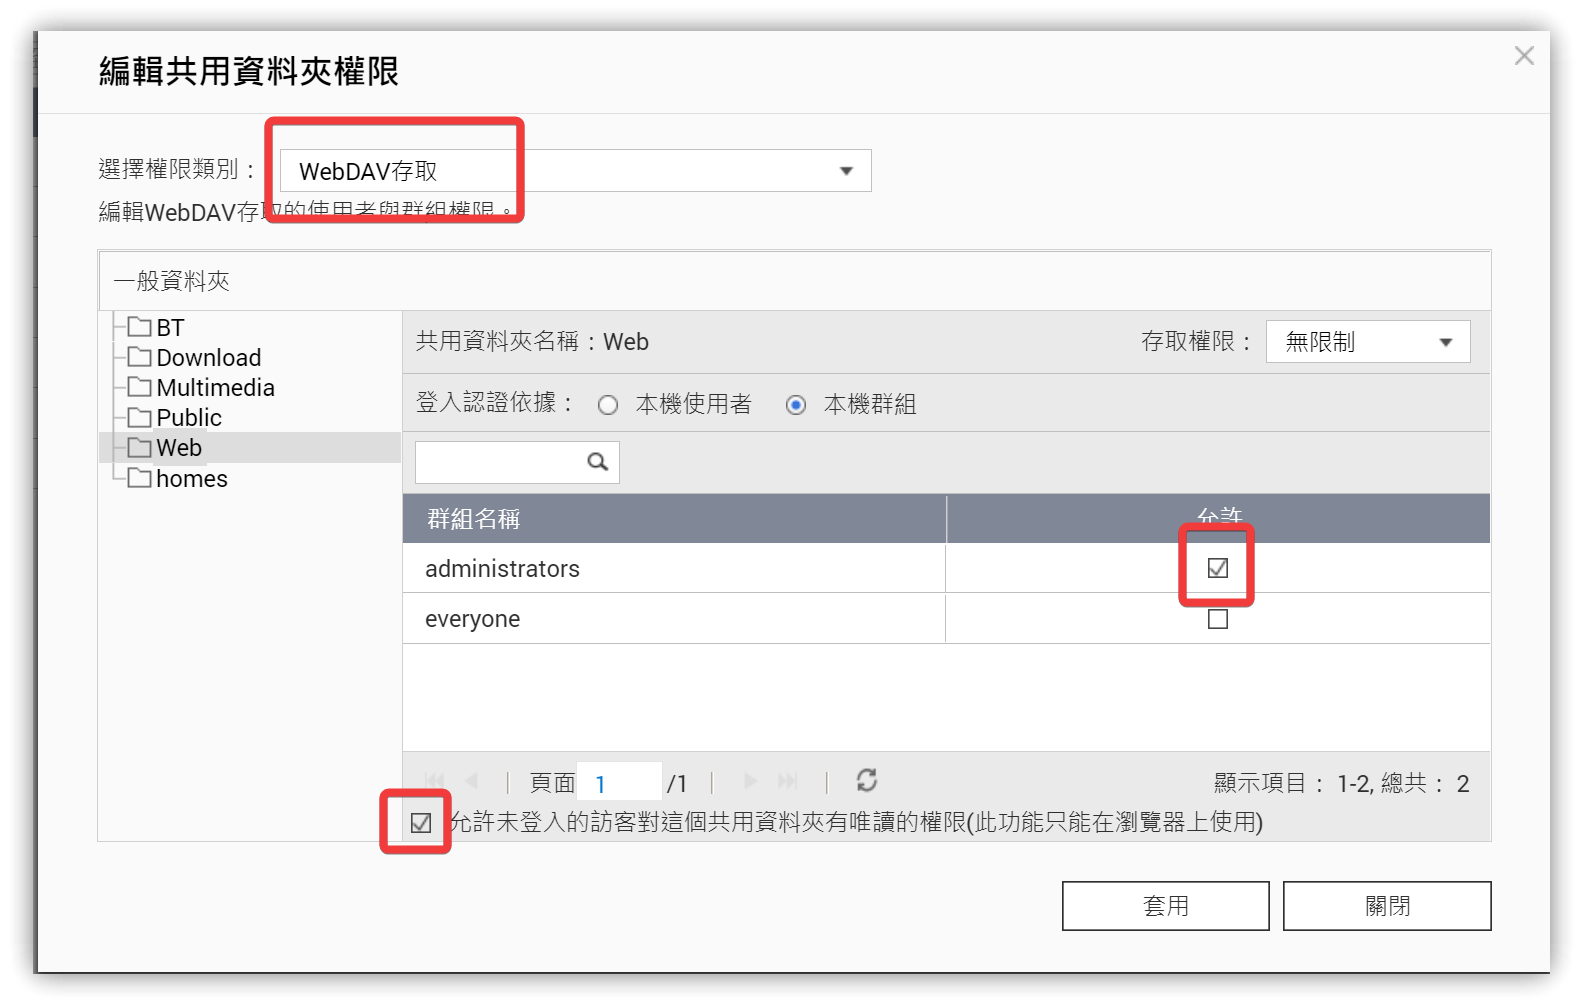 編輯共用資料夾權限
選擇權限類別： WebDAV存取
編輯WebDAV存取的使用者與群組權限。
一般資料夾
BT
Download
Multimedia
Public
Web
homes
共用資料夾名稱：Web 存取權限： 無限制
登入認證依據： 本機使用者 本機群組
群組名稱 允許
administrators
everyone
頁面 1 /1 顯示項目： 1-2, 總共： 2
允許未登入的訪客對這個共用資料夾有唯讀的權限(此功能只能在瀏覽器上使用)
套用 關閉